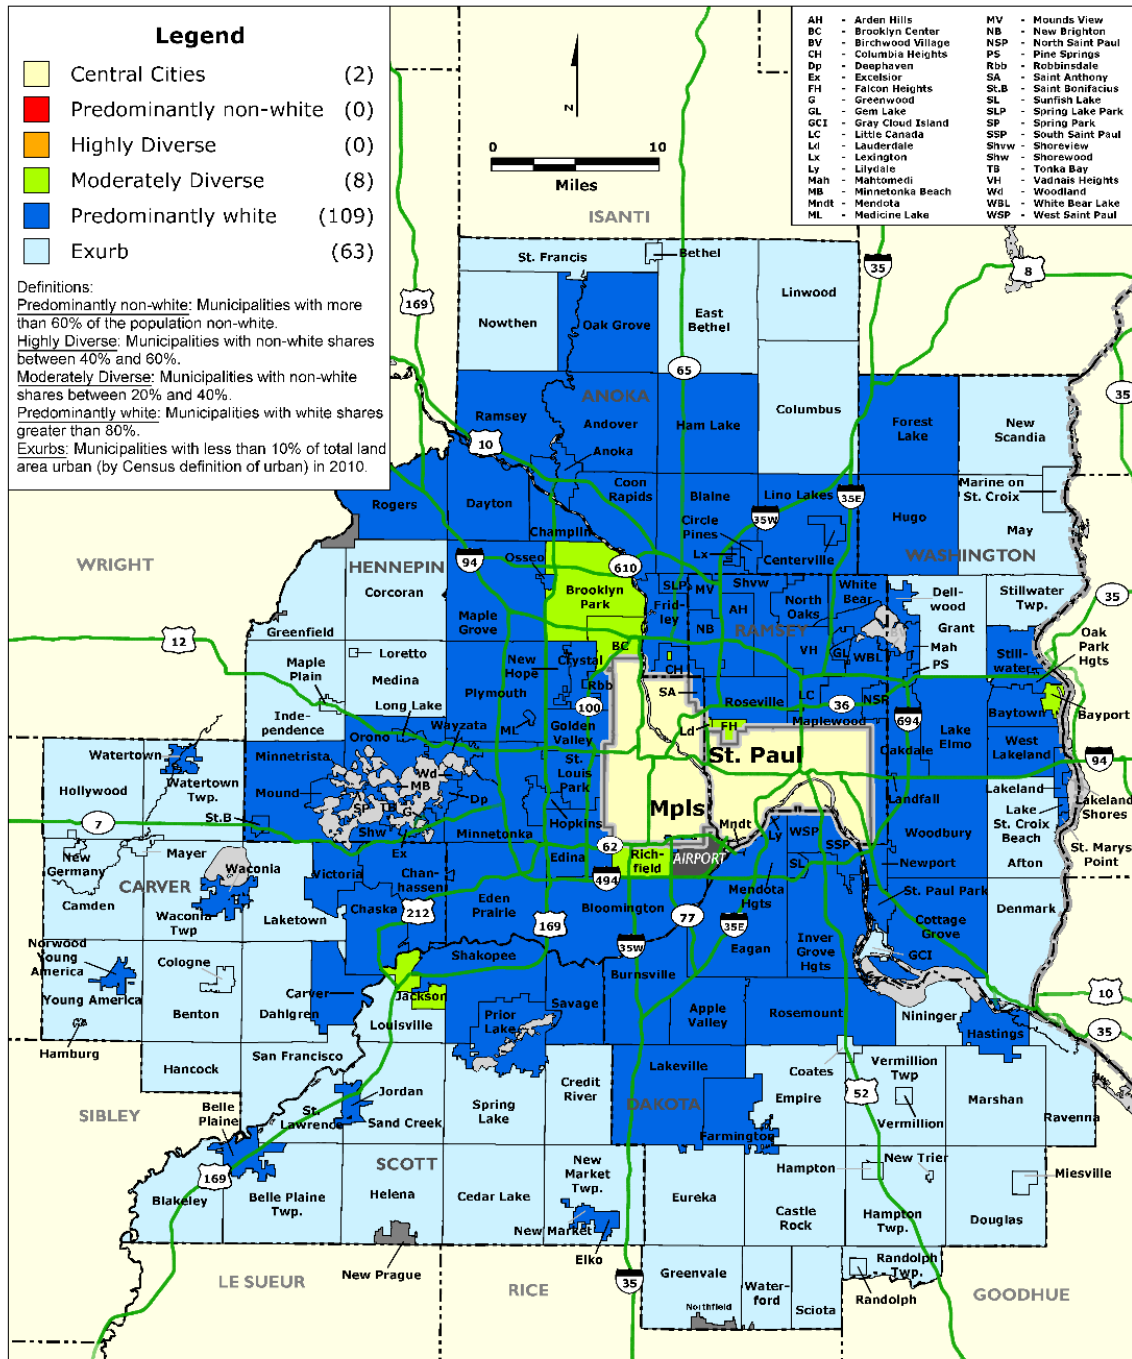 Legend
Central Cities (2)
Predominantly non-white (0)
Highly Diverse (0)
Moderately Diverse (8)
Predominantly white (109)
Exurb (63)
Definitions:
Predominantly non-white: Municipalities with more
than 60% of the population non-white.
Highly Diverse: Municipalities with non-white shares
between 40% and 60%.
Moderately Diverse: Municipalities with non-white
shares between 20% and 40%.
Predominantly white: Municipalities with white shares
greater than 80%.
Exurbs: Municipalities with less than 10% of total land
area urban (by Census definition of urban) in 2010.
N
0 10
Miles
AH - Arden Hills
BC - Brooklyn Center
BV - Birchwood Village
CH - Columbia Heights
Dp - Deephaven
Ex - Excelsior
FH - Falcon Heights
G - Greenwood
GL - Gem Lake
GCI - Gray Cloud Island
LC - Little Canada
Ld - Lauderdale
Lx - Lexington
Ly - Lilydale
Mah - Mahtomedi
MB - Minnetonka Beach
Mndt - Mendota
ML - Medicine Lake
MV - Mounds View
NB - New Brighton
NSP - North Saint Paul
PS - Pine Springs
Rbb - Robbinsdale
SA - Saint Anthony
St.B - Saint Bonifacius
SL - Sunfish Lake
SLP - Spring Lake Park
SP - Spring Park
SSP - South Saint Paul
Shvw - Shoreview
Shw - Shorewood
TB - Tonka Bay
VH - Vadnais Heights
Wd - Woodland
WBL - White Bear Lake
WSP - West Saint Paul
ISANTI
St. Francis
Bethel
Linwood
35
8
169
Nowthen
Oak Grove
East
Bethel
65
35
ANOKA
Columbus
Ramsey
Andover
Ham Lake
Forest
Lake
New
Scandia
10
Anoka
Coon
Rapids
Marine on
St. Croix
Rogers
Dayton
Blaine
Lino Lakes
35E
35W
Hugo
May
Champlin
Circle
Pines
Centerville
Lx
WRIGHT
HENNEPIN
94
Osseo
610
WASHINGTON
Corcoran
Brooklyn
Park
SLP
MV
Shvw
White
Bear
Dell-
wood
Stillwater
Twp.
35
Maple
Grove
Frid-
ley
AH
North
Oaks
Grant
12
Greenfield
NB
RAMSEY
Oak
Park
Hgts
Loretto
BC
Crystal
VH
GL
WBL
Mah
Still-
water
Maple
Plain
Medina
New
Hope
CH
PS
Plymouth
Rbb
SA
Roseville
LC
36
NSP
Long Lake
100
Baytown
Bayport
Inde-
pendence
Wayzata
ML
Golden
Valley
Ld
FH
Maplewood
694
Lake
Elmo
Orono
Watertown
Minnetrista
St. Paul
Oakdale
West
Lakeland
Watertown
Twp.
Wd
MB
St.
Louis
Park
94
Hollywood
Mound
SP
TB
G
Dp
Mpls
Landfall
Lakeland
Lakeland
Shores
7
St.B
Shw
Minnetonka
Hopkins
Mndt
Ly
WSP
Woodbury
Lake
St. Croix
Beach
Ex
62
SSP
St. Marys
Point
New
Germany
Mayer
Edina
Rich-
field
AIRPORT
SL
Newport
Afton
CARVER
Waconia
Victoria
Chan-
hassen
494
Mendota
Hgts
St. Paul Park
Camden
Waconia
Twp
Laketown
Chaska
212
Eden
Prairie
169
Bloomington
77
35E
Denmark
35W
Eagan
Inver
Grove
Hgts
Cottage
Grove
Norwood
Young
America
Cologne
Shakopee
GCI
Young America
Benton
Carver
Dahlgren
Jackson
Burnsville
10
Louisville
Prior
Lake
Savage
Apple
Valley
Rosemount
Nininger
35
Hamburg
Hastings
San Francisco
Hancock
Lakeville
Coates
Vermillion
Twp
Credit
River
52
Jordan
Empire
Marshan
SIBLEY
Belle
Plaine
St.
Lawrence
Sand Creek
Spring
Lake
DAKOTA
Vermillion
Ravenna
Farmington
169
SCOTT
New
Market
Twp.
Hampton
New Trier
Miesville
Blakeley
Belle Plaine
Twp.
Helena
Cedar Lake
Eureka
Castle
Rock
Hampton
Twp.
Douglas
New Market
Elko
New Prague
LE SUEUR
RICE
35
Greenvale
Water-
ford
Sciota
Randolph
Twp.
Randolph
GOODHUE
Northfield